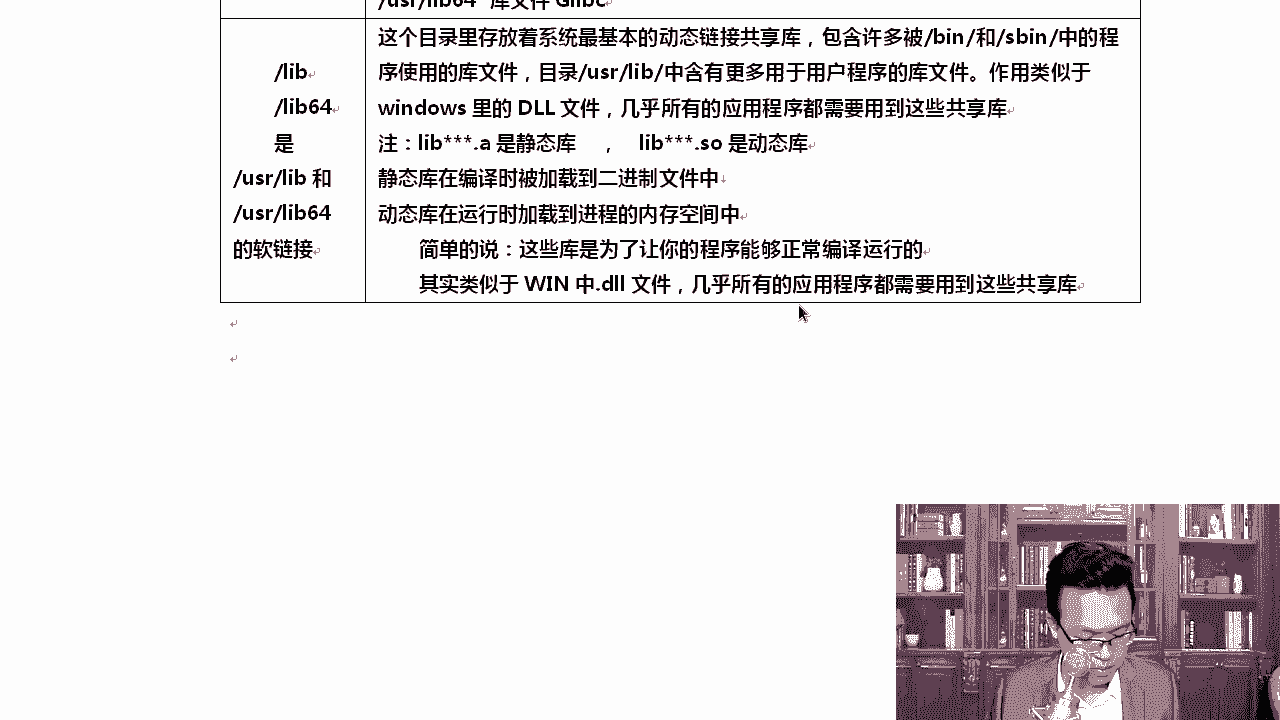 /usr/lib64 库文件 Glibc
/lib
/lib64
是
/usr/lib 和
/usr/lib64
的软链接
这个目录里存放着系统最基本的动态链接共享库，包含许多被/bin/和/sbin/中的程
序使用的库文件，目录/usr/lib/中含有更多用于用户程序的库文件。作用类似于
windows 里的 DLL 文件，几乎所有的应用程序都需要用到这些共享库
注：lib***.a 是静态库 ， lib***.so 是动态库
静态库在编译时被加载到二进制文件中
动态库在运行时加载到进程的内存空间中
简单的说：这些库是为了让你的程序能够正常编译运行的
其实类似于 WIN 中.dll 文件，几乎所有的应用程序都需要用到这些共享库